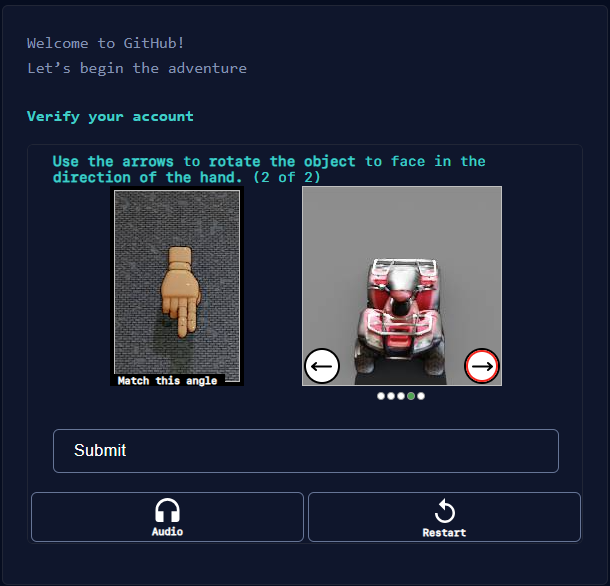 Welcome to GitHub!
Let’s begin the adventure
Verify your account
Use the arrows to rotate the object to face in the
direction of the hand. (2 of 2)
Match this angle
Submit
Audio
Restart